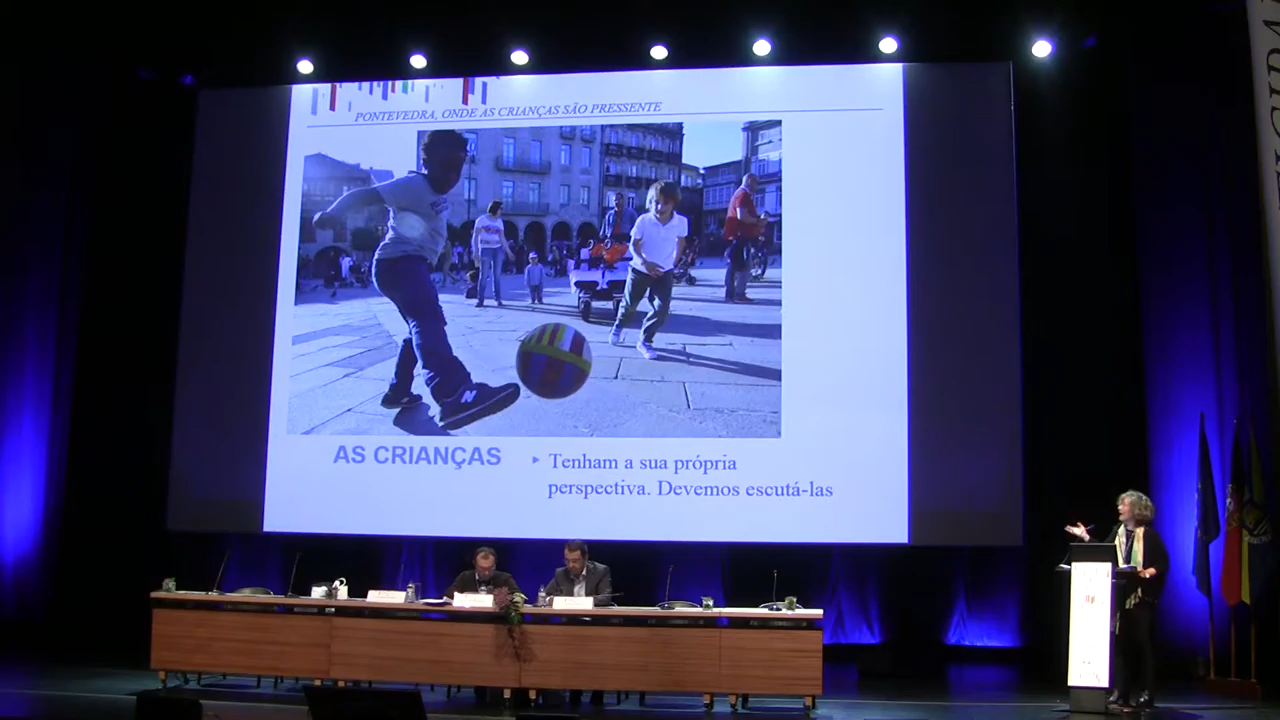 PONTEVEDRA, ONDE AS CRIANÇAS SÃO PRESSENTE
AS CRIANÇAS
Tenham a sua própria
perspectiva. Devemos escutá-las